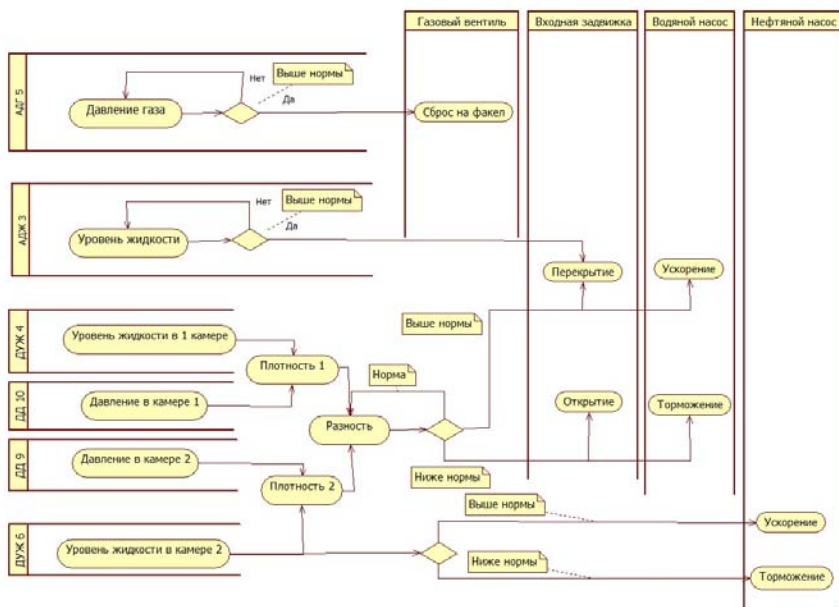 Газовый вентиль
Входная задвижка
Водяной насос
Нефтяной насос
АДГ 5
Нет
Выше нормы
Давление газа
Да
Сброс на факел
АДЖ 3
Нет
Выше нормы
Да
Уровень жидкости
Перекрытие
Ускорение
ДУЖ 4
Уровень жидкости в 1 камере
Выше нормы
Плотность 1
Норма
ДД 10
Давление в камере 1
Разность
Открытие
Торможение
ДД 9
Давление в камере 2
Плотность 2
Ниже нормы
Выше нормы
ДУЖ 6
Уровень жидкости в камере 2
Ускорение
Ниже нормы
Торможение